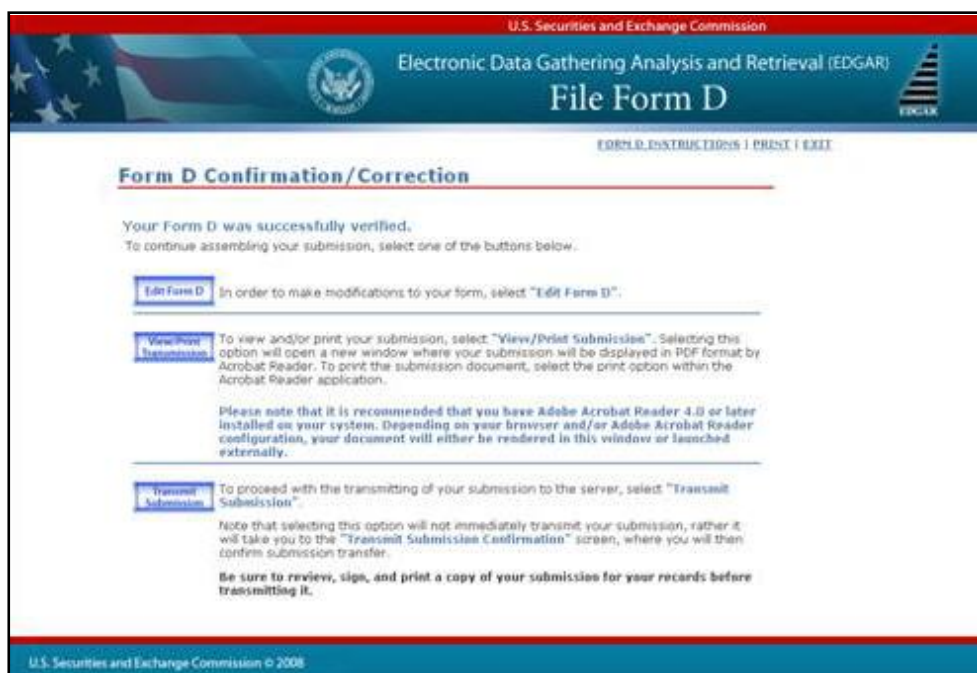 U.S. Securities and Exchange Commission
Electronic Data Gathering Analysis and Retrieval (EDGAR)
File Form D
EDGAR
FORM D INSTRUCTIONS | PRINT | EXIT
Form D Confirmation/Correction
Your Form D was successfully verified.
To continue assembling your submission, select one of the buttons below.
Edit Form D
In order to make modifications to your form, select "Edit Form D".
View/Print
Transmission
To view and/or print your submission, select "View/Print Submission". Selecting this
option will open a new window where your submission will be displayed in PDF format by
Acrobat Reader. To print the submission document, select the print option within the
Acrobat Reader application.
Please note that it is recommended that you have Adobe Acrobat Reader 4.0 or later
installed on your system. Depending on your browser and/or Adobe Acrobat Reader
configuration, your document will either be rendered in this window or launched
externally.
Transmit
Submission
To proceed with the transmitting of your submission to the server, select "Transmit
Submission".
Note that selecting this option will not immediately transmit your submission, rather it
will take you to the "Transmit Submission Confirmation" screen, where you will then
confirm submission transfer.
Be sure to review, sign, and print a copy of your submission for your records before
transmitting it.
U.S. Securities and Exchange Commission © 2008